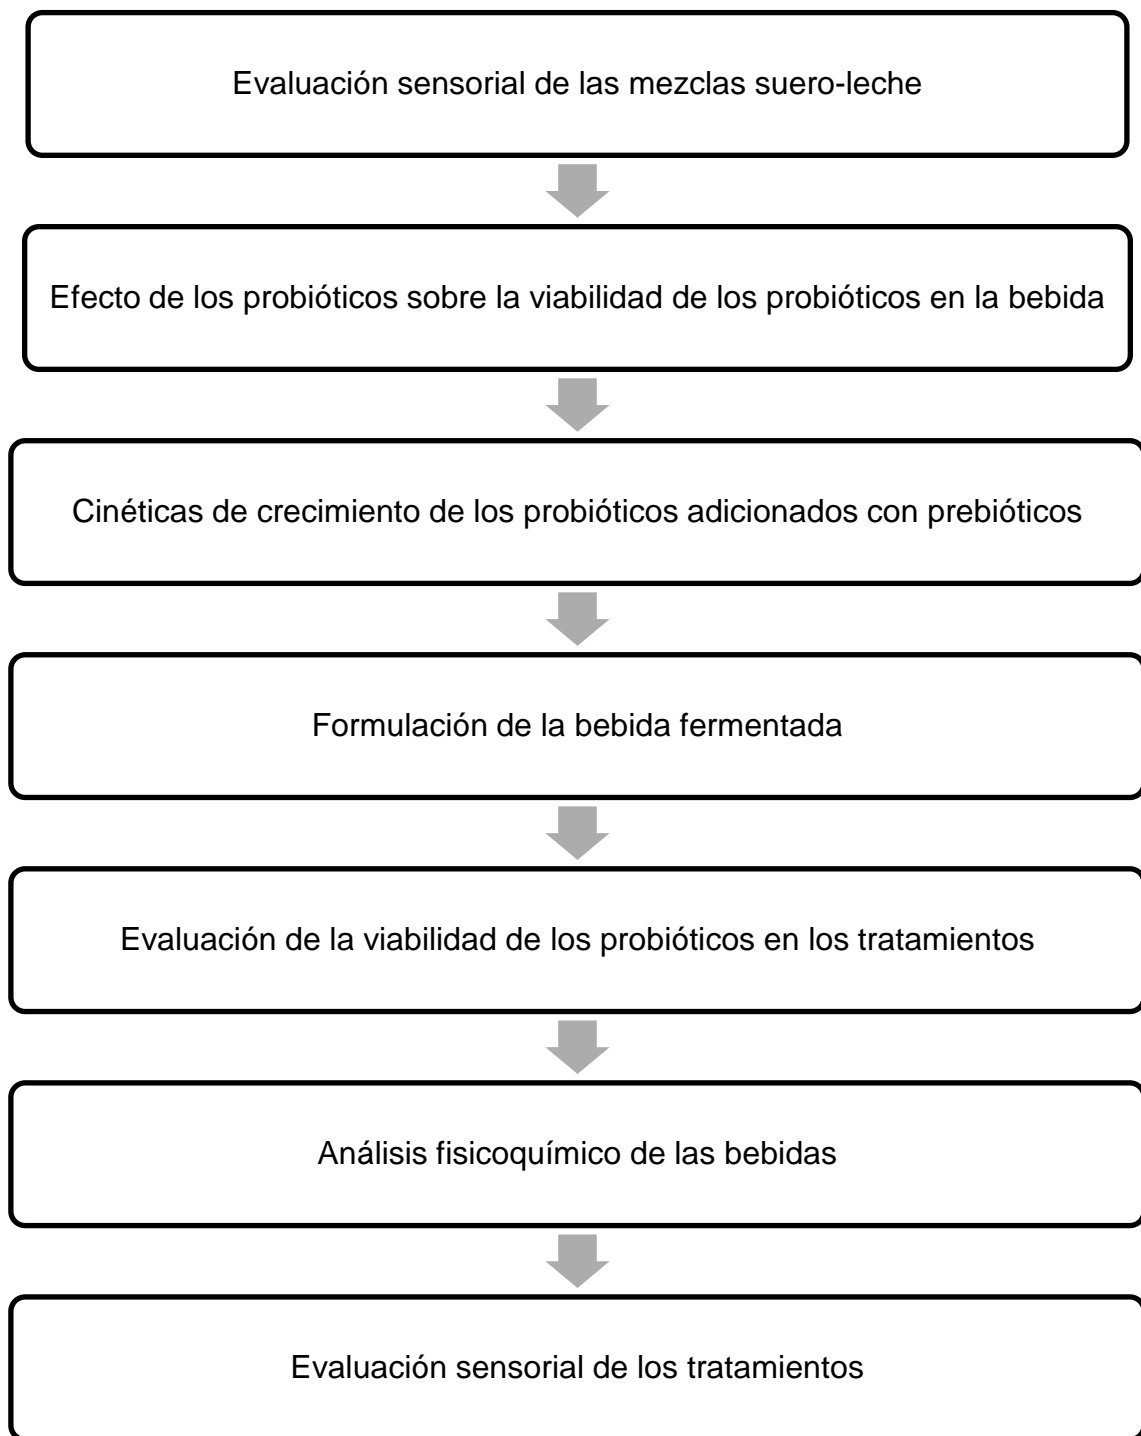 Evaluación sensorial de las mezclas suero-leche
Efecto de los probióticos sobre la viabilidad de los probióticos en la bebida
Cinéticas de crecimiento de los probióticos adicionados con prebióticos
Formulación de la bebida fermentada
Evaluación de la viabilidad de los probióticos en los tratamientos
Análisis fisicoquímico de las bebidas
Evaluación sensorial de los tratamientos